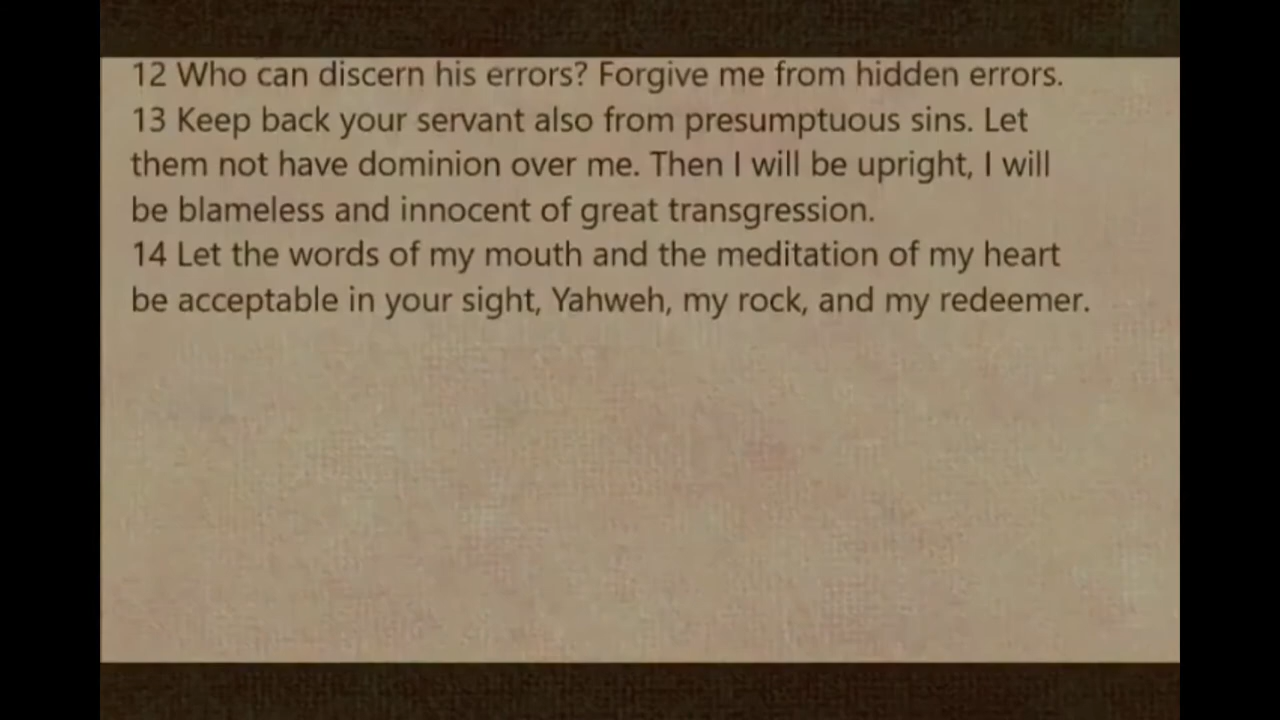 12 Who can discern his errors? Forgive me from hidden errors.
13 Keep back your servant also from presumptuous sins. Let
them not have dominion over me. Then I will be upright, I will
be blameless and innocent of great transgression.
14 Let the words of my mouth and the meditation of my heart
be acceptable in your sight, Yahweh, my rock, and my redeemer.